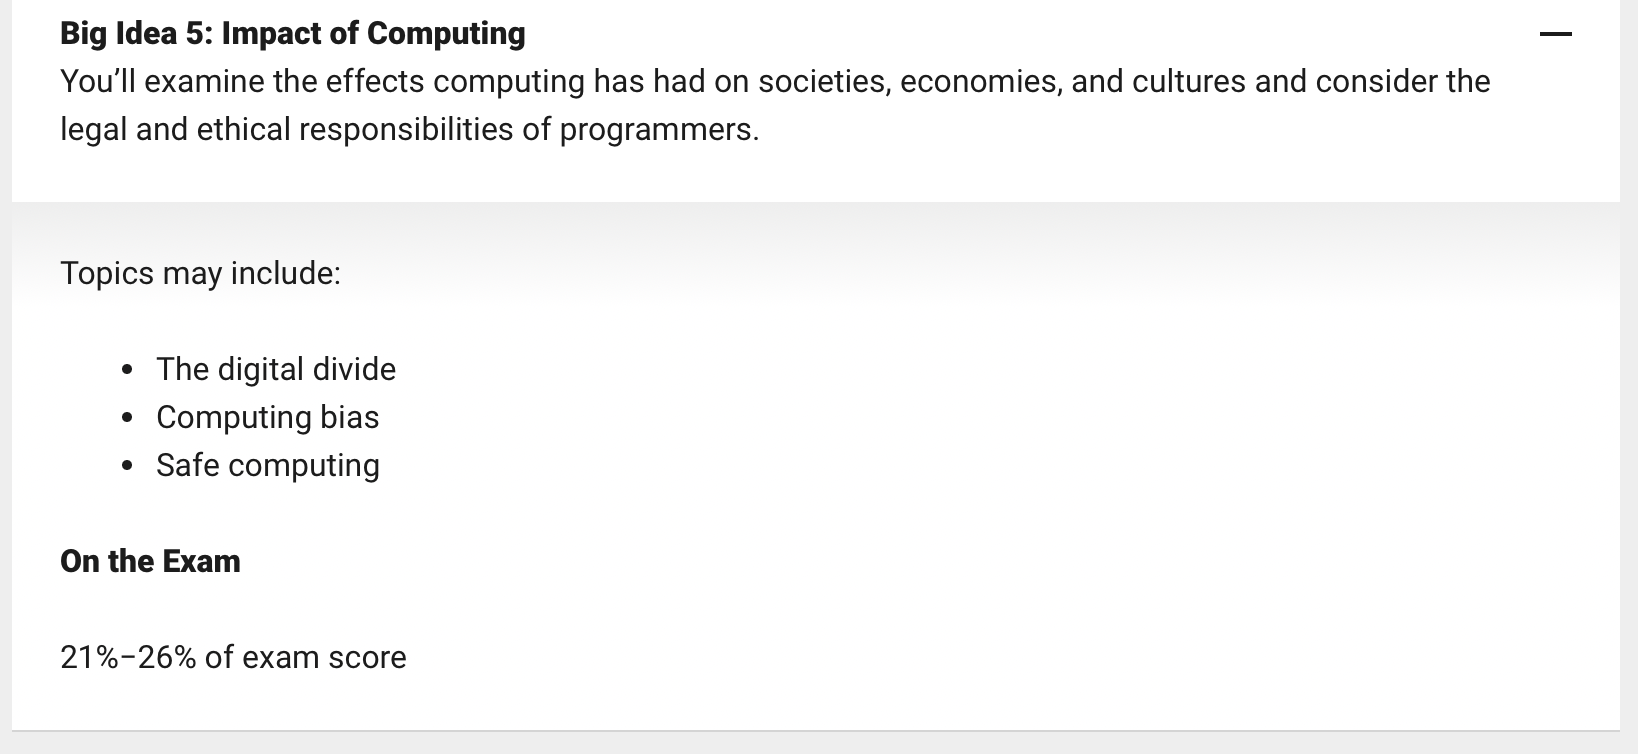 Big Idea 5: Impact of Computing
You’ll examine the effects computing has had on societies, economies, and cultures and consider the
legal and ethical responsibilities of programmers.
Topics may include:
• The digital divide
• Computing bias
• Safe computing
On the Exam
21%–26% of exam score